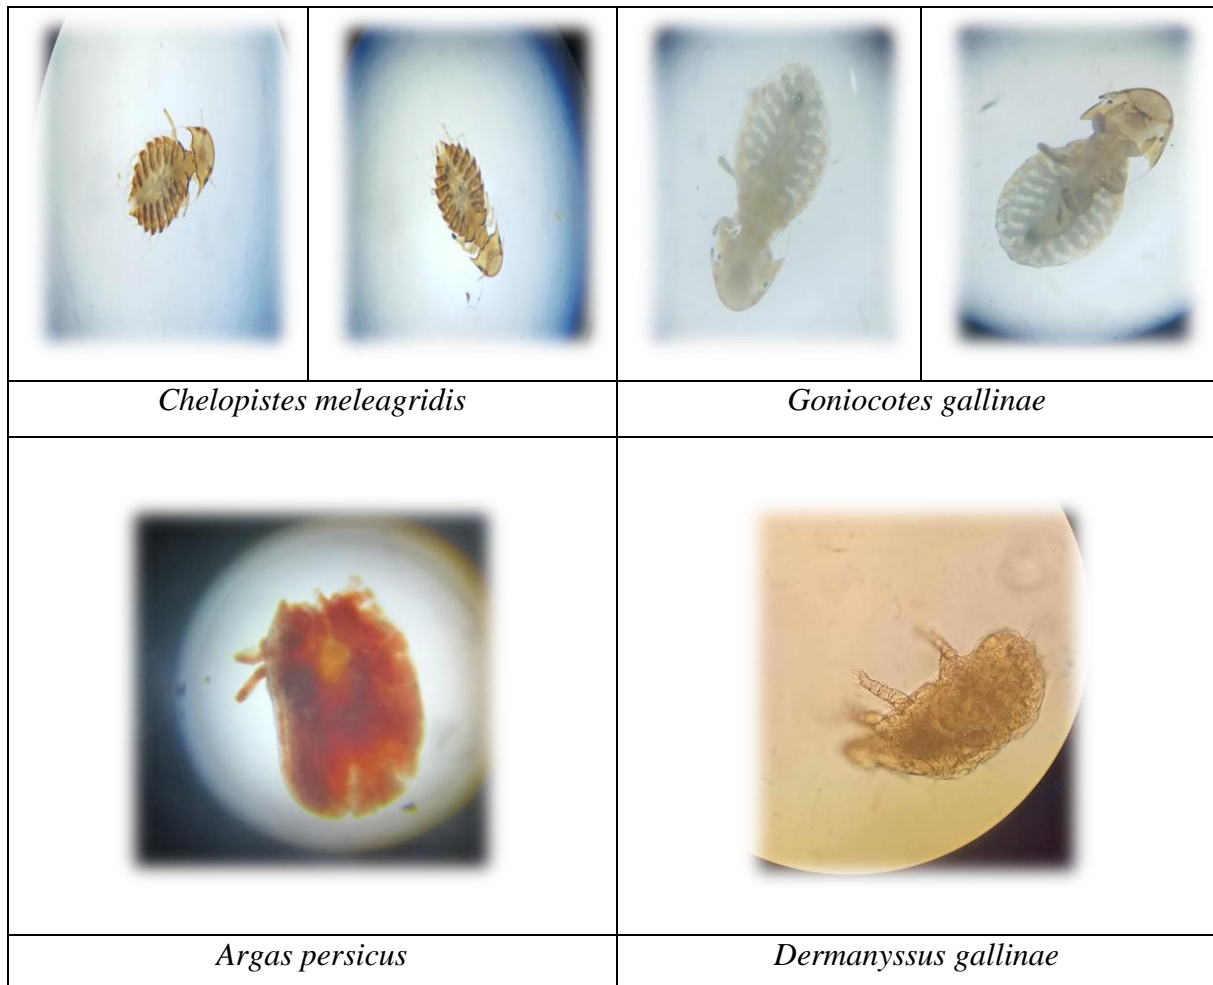 Chelopistes meleagridis
Goniocotes gallinae
Argas persicus
Dermanyssus gallinae